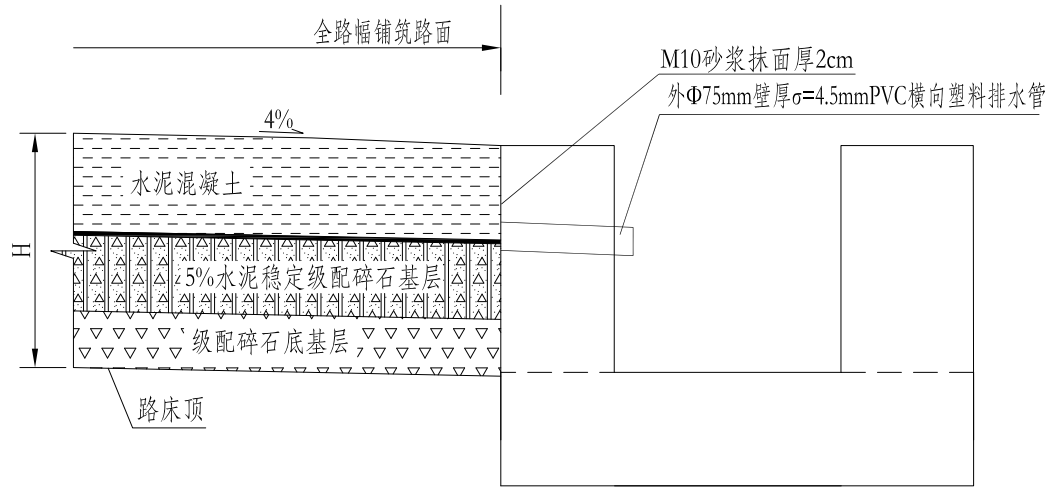 全路幅铺筑路面
M10砂浆抹面厚2cm
外Φ75mm壁厚σ=4.5mmPVC横向塑料排水管
4%
水泥混凝土
H
5%水泥稳定级配碎石基层
级配碎石底基层
路床顶